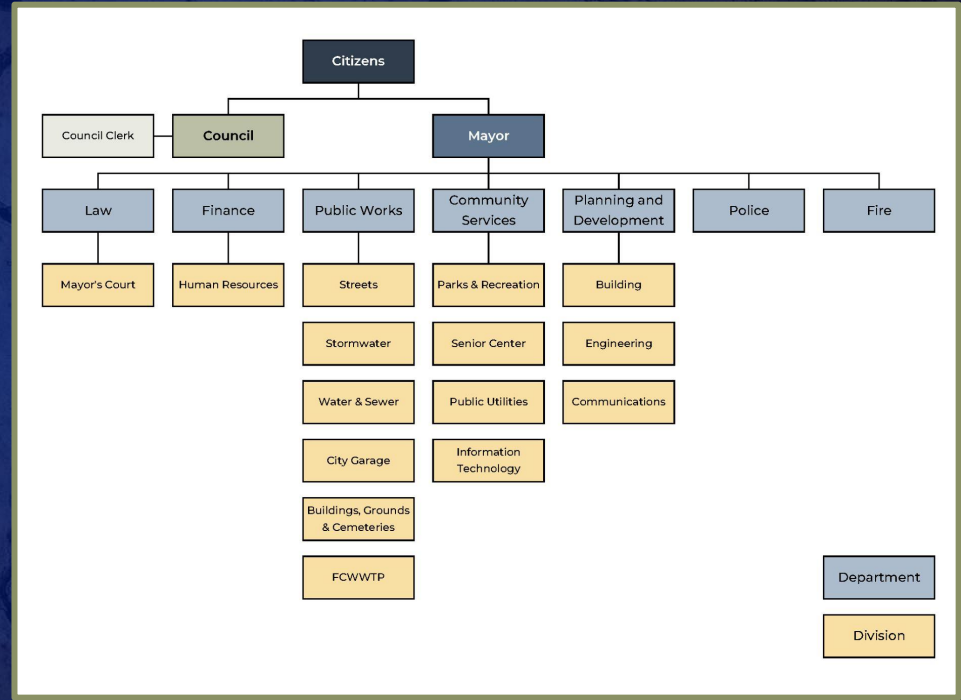 Citizens
Council Clerk
Council
Mayor
Law
Finance
Public Works
Community
Services
Planning and
Development
Police
Fire
Mayor's Court
Human Resources
Streets
Parks & Recreation
Building
Stormwater
Senior Center
Engineering
Water & Sewer
Public Utilities
Communications
City Garage
Information
Technology
Buildings, Grounds
& Cemeteries
FCWWTP
Department
Division